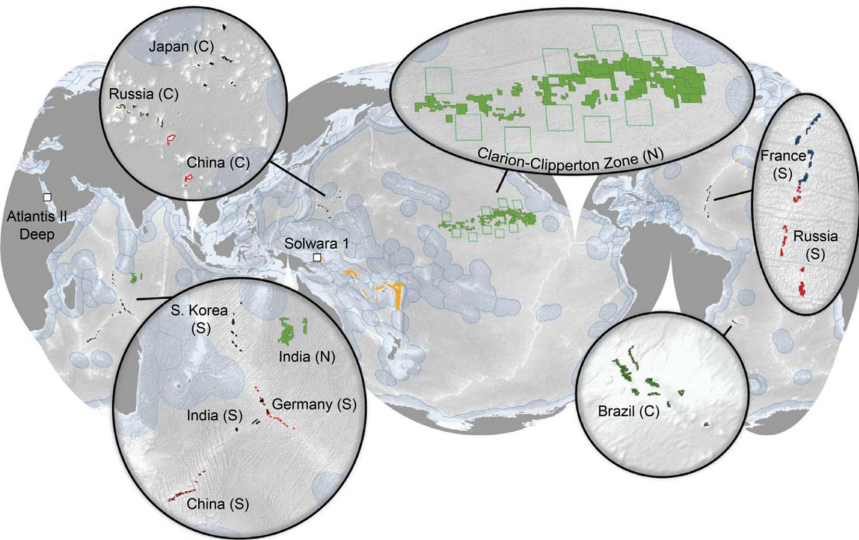 Japan (C)
Russia (C)
China (C)
Clarion-Clipperton Zone (N)
France
(S)
Russia
(S)
Atlantis II
Deep
Solwara 1
S. Korea
(S)
India (N)
India (S)
Germany (S)
China (S)
Brazil (C)